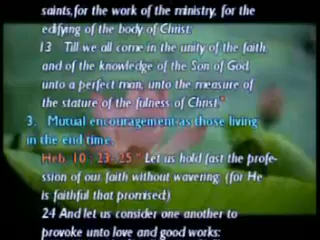 saints,for the work of the ministry, for the
edifying of the body of Christ:
13 Till we all come in the unity of the faith,
and of the knowledge of the Son of God,
unto a perfect man, unto the measure of
the stature of the fulness of Christ:"
3. Mutual encouragement-as those living
in the end time.
Heb. 10 : 23- 25 " Let us hold fast the profe-
ssion of our faith without wavering; (for He
is faithful that promised;)
24 And let us consider one another to
provoke unto love and good works: